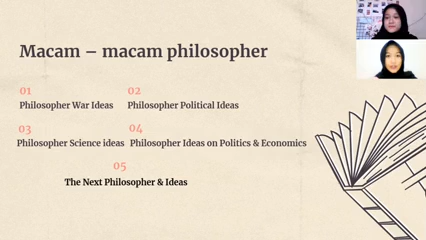 Macam – macam philosopher
01
Philosopher War Ideas
02
Philosopher Political Ideas
03
Philosopher Science ideas
04
Philosopher Ideas on Politics & Economics
05
The Next Philosopher & Ideas